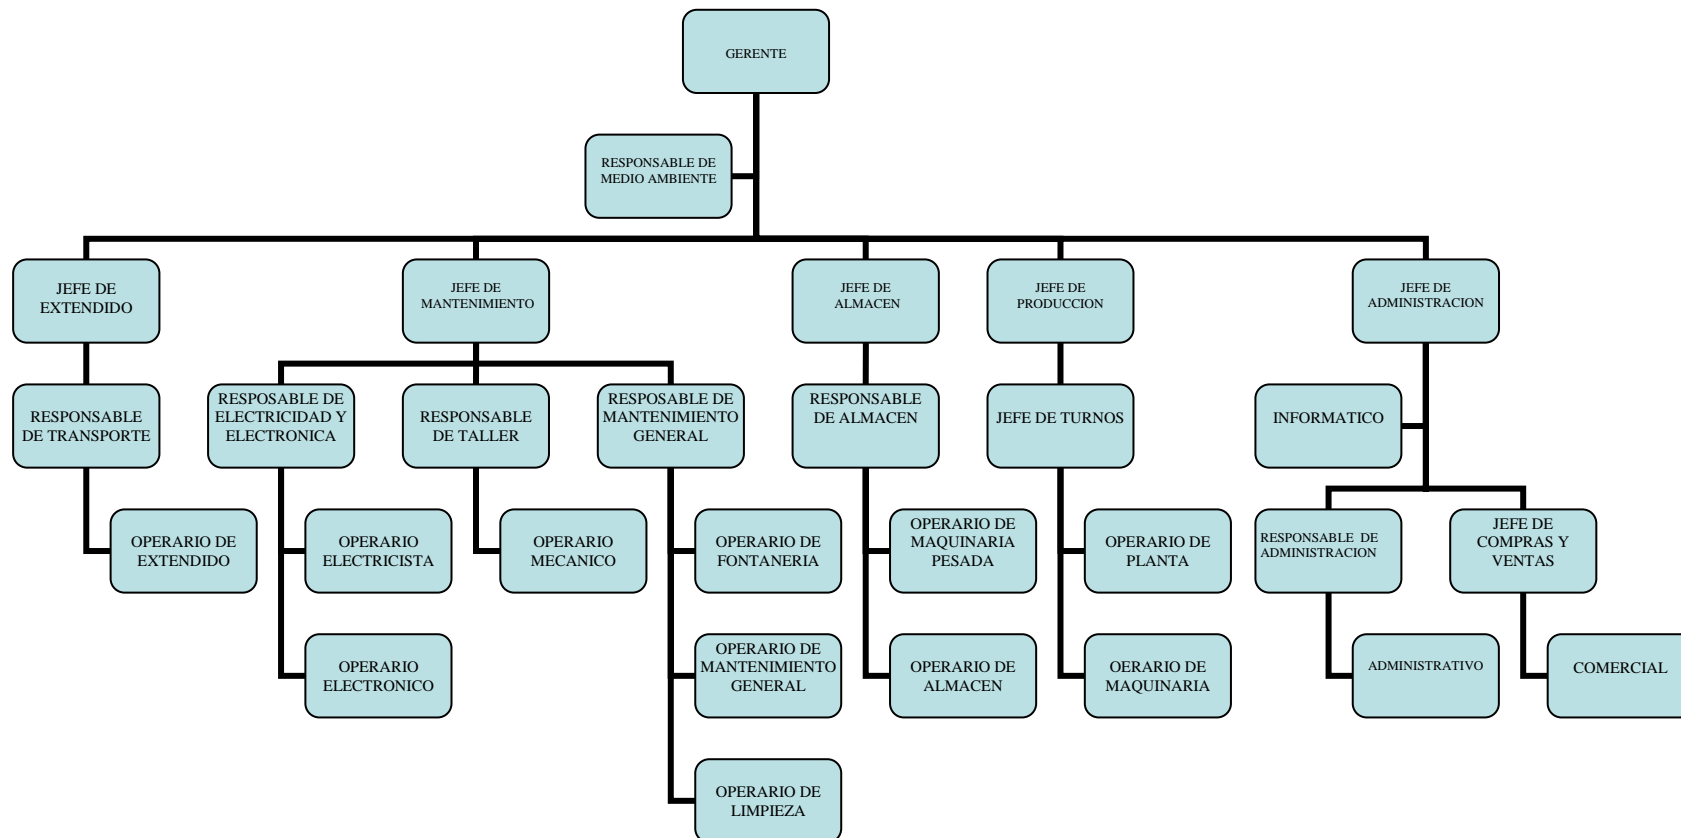 GERENTE
RESPONSABLE DE
MEDIO AMBIENTE
JEFE DE
EXTENDIDO
JEFE DE
MANTENIMIENTO
JEFE DE
ALMACEN
JEFE DE
PRODUCCION
JEFE DE
ADMINISTRACION
RESPONSABLE
DE TRANSPORTE
RESPOSABLE DE
ELECTRICIDAD Y
ELECTRONICA
RESPONSABLE
DE TALLER
RESPOSABLE DE
MANTENIMIENTO
GENERAL
RESPONSABLE
DE ALMACEN
JEFE DE TURNOS
INFORMATICO
OPERARIO DE
EXTENDIDO
OPERARIO
ELECTRICISTA
OPERARIO
MECANICO
OPERARIO DE
FONTANERIA
OPERARIO DE
MAQUINARIA
PESADA
OPERARIO DE
PLANTA
RESPONSABLE DE
ADMINISTRACION
JEFE DE
COMPRAS Y
VENTAS
OPERARIO
ELECTRONICO
OPERARIO DE
MANTENIMIENTO
GENERAL
OPERARIO DE
ALMACEN
OERARIO DE
MAQUINARIA
ADMINISTRATIVO
COMERCIAL
OPERARIO DE
LIMPIEZA